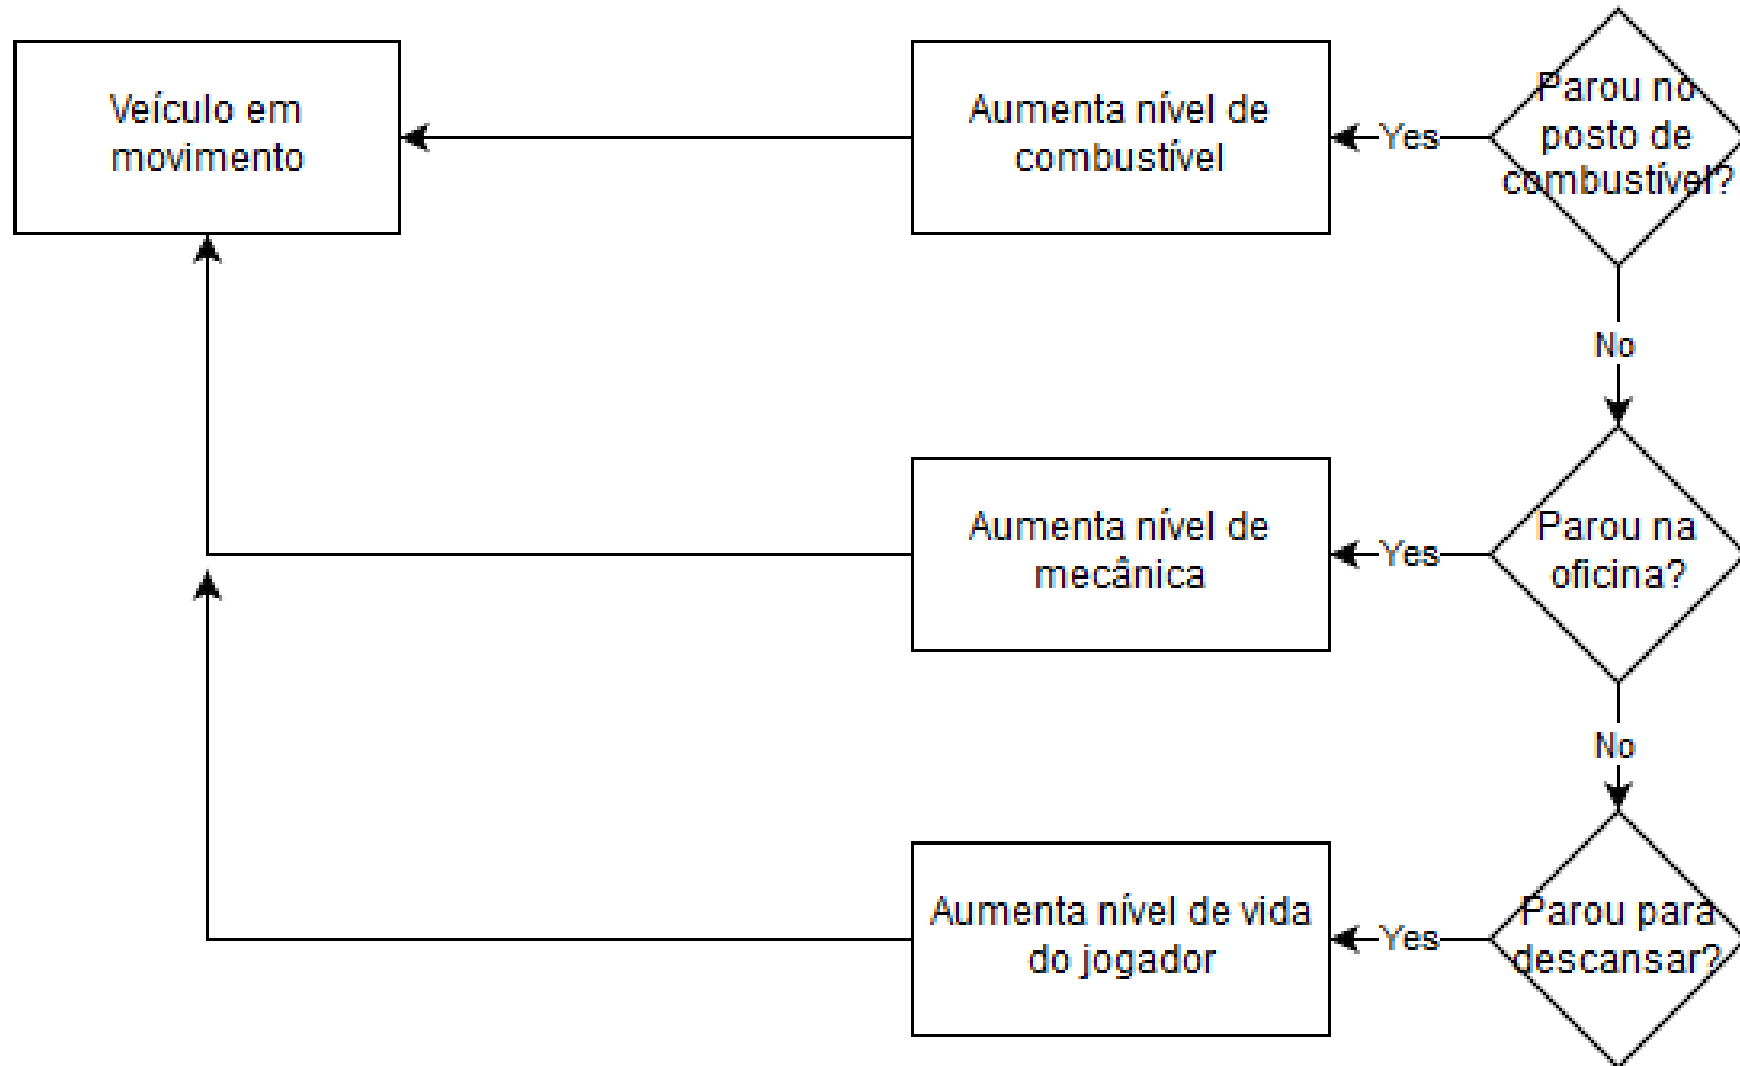 Veículo em
movimento
Aumenta nível de
combustível
Yes
Parou no
posto de
combustível?
No
Aumenta nível de
mecânica
Yes
Parou na
oficina?
No
Aumenta nível de vida
do jogador
Yes
Parou para
descansar?